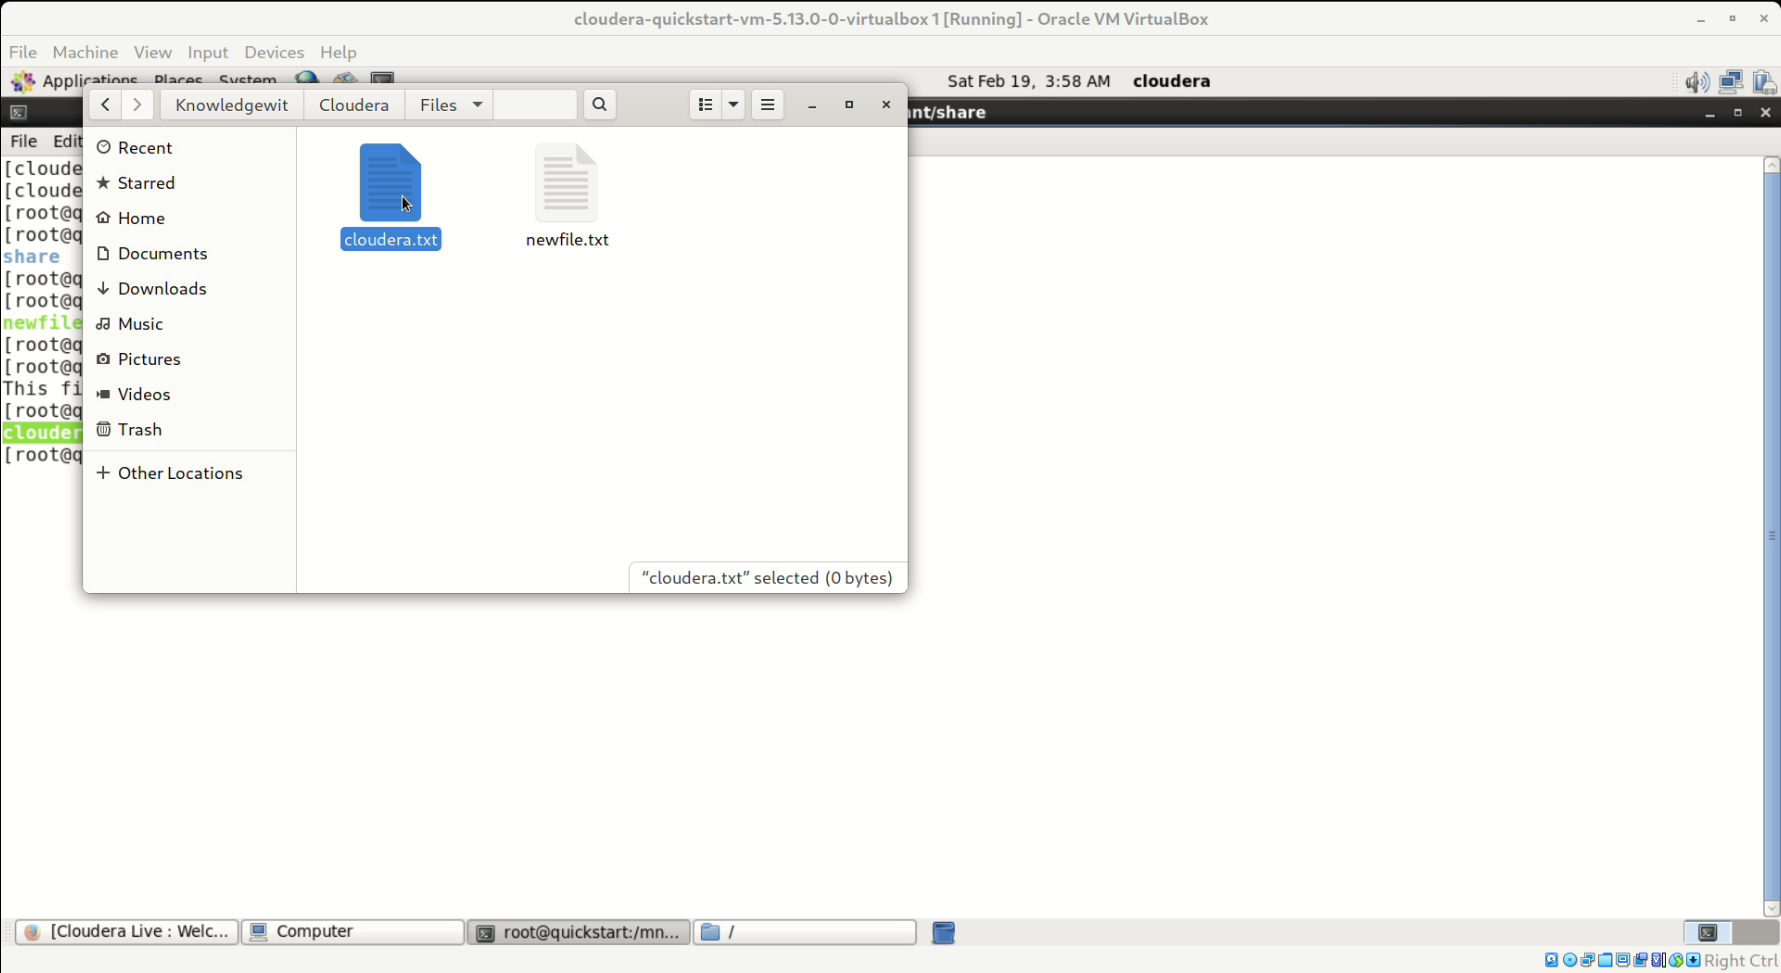 cloudera-quickstart-vm-5.13.0-0-virtualbox 1 [Running] - Oracle VM VirtualBox
File Machine View Input Devices Help
Applications Places System Sat Feb 19, 3:58 AM cloudera
Knowledgewit Cloudera Files
nt/share
File Edit
[cloude
[cloude
[root@q
[root@q
share
[root@q
[root@q
newfile
[root@q
[root@q
This fi
[root@q
clouder
[root@q
Recent
Starred
Home
Documents
Downloads
Music
Pictures
Videos
Trash
Other Locations
cloudera.txt
newfile.txt
“cloudera.txt” selected (0 bytes)
[Cloudera Live : Welc... Computer root@quickstart:/mn... /
Right Ctrl